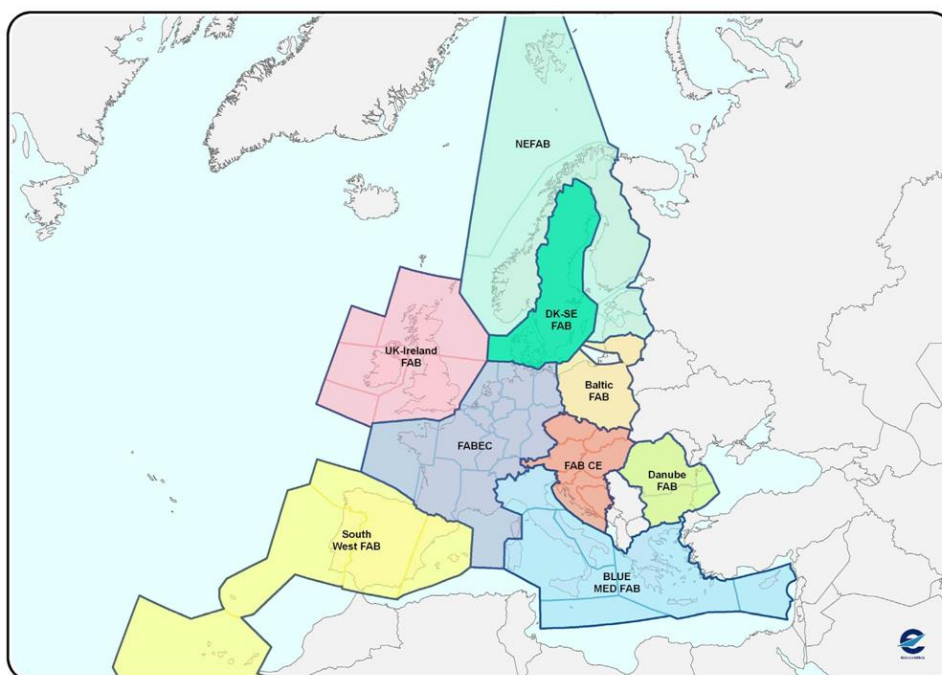 NEFAB
DK-SE
FAB
UK-Ireland
FAB
Baltic
FAB
FABEC
FAB CE
Danube
FAB
South
West FAB
BLUE
MED FAB